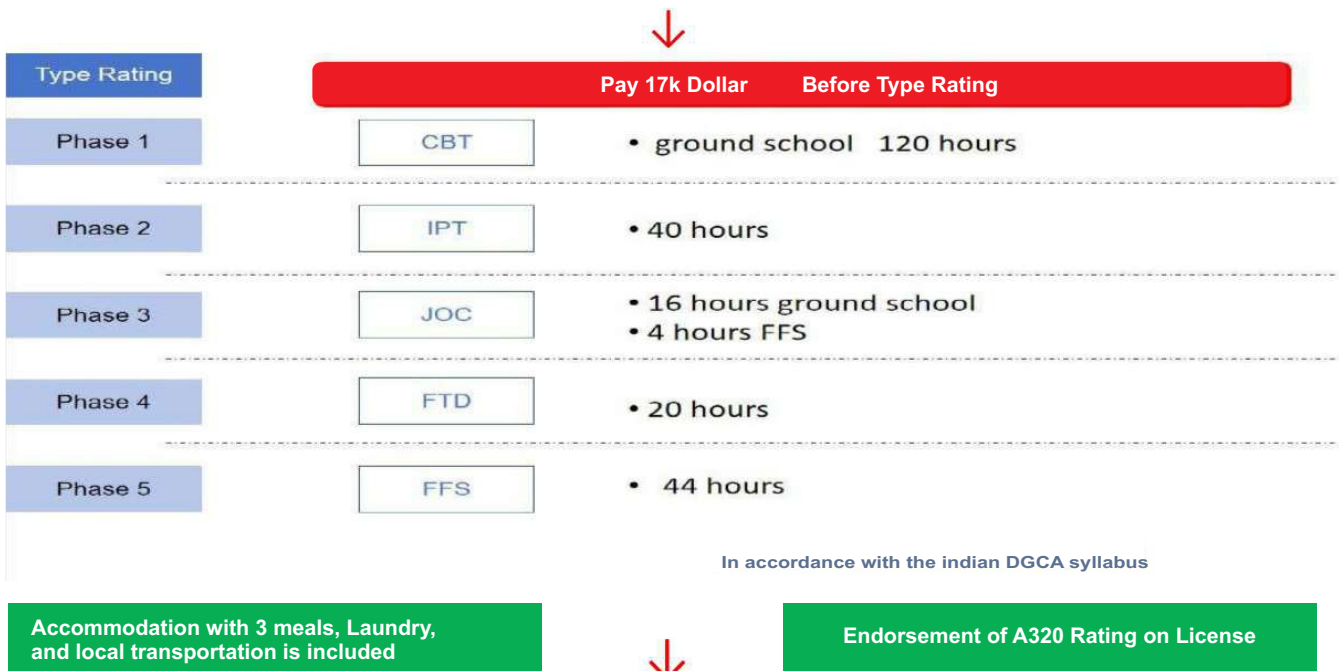 Type Rating
Pay 17k Dollar Before Type Rating
Phase 1
CBT
• ground school 120 hours
Phase 2
IPT
• 40 hours
Phase 3
JOC
• 16 hours ground school
• 4 hours FFS
Phase 4
FTD
• 20 hours
Phase 5
FFS
• 44 hours
In accordance with the indian DGCA syllabus
Accommodation with 3 meals, Laundry,
and local transportation is included
Endorsement of A320 Rating on License